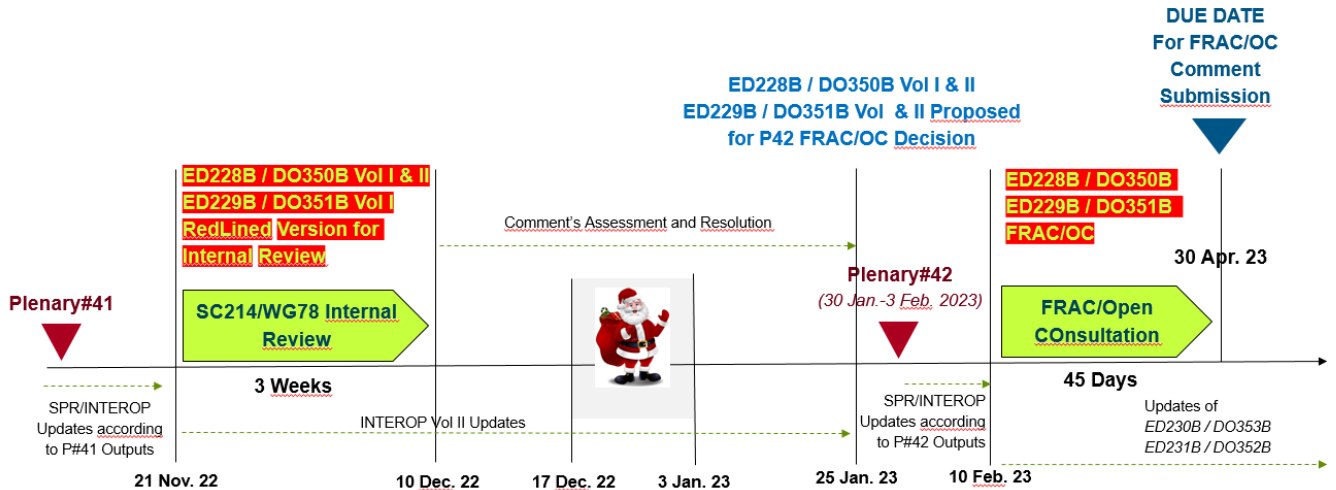 DUE DATE
For FRAC/OC
Comment
Submission
ED228B / DO350B Vol I & II
ED229B / DO351B Vol  & II Proposed
for P42 FRAC/OC Decision
ED228B / DO350B Vol I & II
ED229B / DO351B Vol I
RedLined Version for
Internal Review
Comment's Assessment and Resolution
ED228B / DO350B
ED229B / DO351B
FRAC/OC
30 Apr. 23
Plenary#41
SC214/WG78 Internal
Review
Plenary#42
(30 Jan.-3 Feb. 2023)
FRAC/Open
COnsultation
3 Weeks
45 Days
SPR/INTEROP
Updates according
to P#41 Outputs
INTEROP Vol II Updates
SPR/INTEROP
Updates according
to P#42 Outputs
Updates of
ED230B / DO353B
ED231B / DO352B
21 Nov. 22
10 Dec. 22
17 Dec. 22
3 Jan. 23
25 Jan. 23
10 Feb. 23